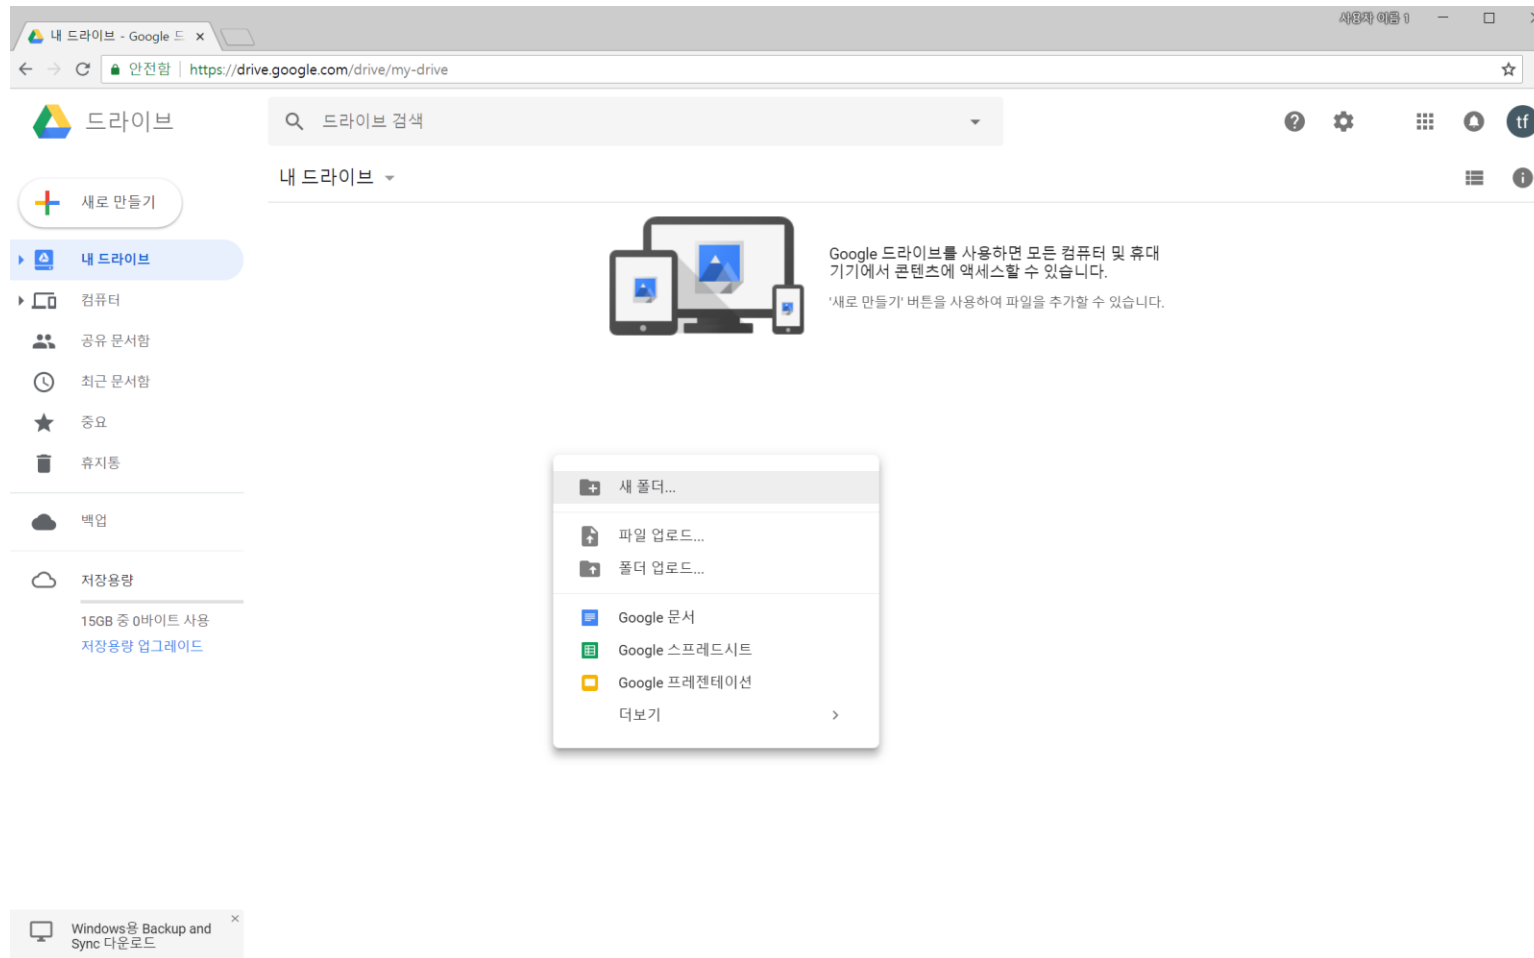 내 드라이브 - Google 드
사용자 이름 1
안전함
https://drive.google.com/drive/my-drive
드라이브
드라이브 검색
tf
내 드라이브
새로 만들기
내 드라이브
컴퓨터
공유 문서함
최근 문서함
중요
휴지통
백업
저장용량
15GB 중 0바이트 사용
저장용량 업그레이드
Google 드라이브를 사용하면 모든 컴퓨터 및 휴대
기기에서 콘텐츠에 액세스할 수 있습니다.
'새로 만들기' 버튼을 사용하여 파일을 추가할 수 있습니다.
새 폴더...
파일 업로드...
폴더 업로드...
Google 문서
Google 스프레드시트
Google 프레젠테이션
더보기
Windows용 Backup and
Sync 다운로드